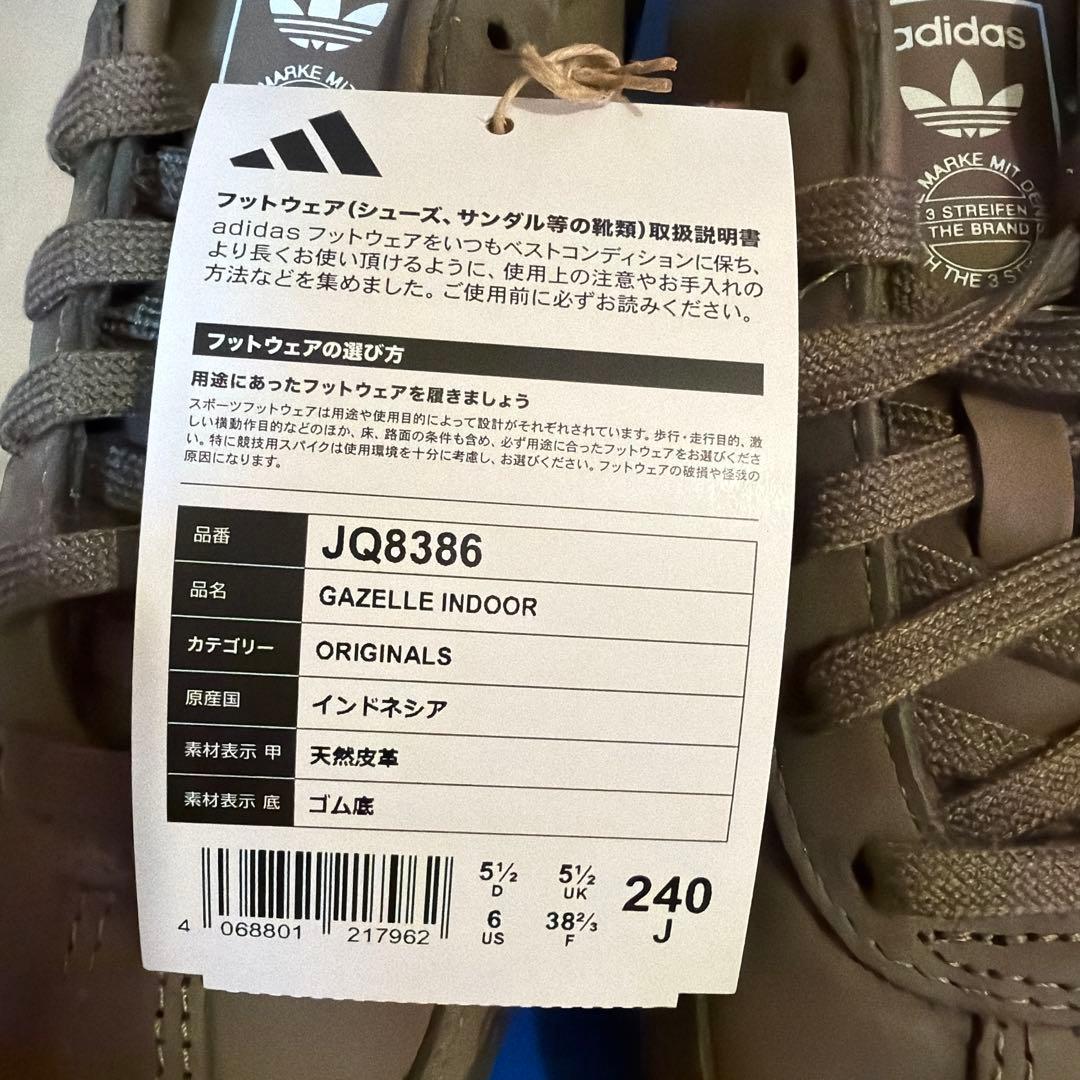 MARKE MIT
adidas
MARKE MIT DE
3 STREIFEN
THE BRAND
THE 3 ST
フットウェア(シューズ、サンダル等の靴類)取扱説明書
adidas フットウェアをいつもベストコンディションに保ち、
より長くお使い頂けるように、使用上の注意やお手入れの
方法などを集めました。ご使用前に必ずお読みください。
フットウェアの選び方
用途にあったフットウェアを履きましょう
スポーツフットウェアは用途や使用目的によって設計がそれぞれされています。歩行・走行目的、激
しい横動作目的などのほか、床、路面の条件も含め、必ず用途に合ったフットウェアをお選びくださ
い。特に競技用スパイクは使用環境を十分に考慮し、お選びください。フットウェアの破損や怪我の
原因になります。
品番 JQ8386
品名 GAZELLE INDOOR
カテゴリー ORIGINALS
原産国 インドネシア
素材表示 甲 天然皮革
素材表示 底 ゴム底
5½ 5½ 240
D UK
6 38⅔ J
US F
4 068801 217962